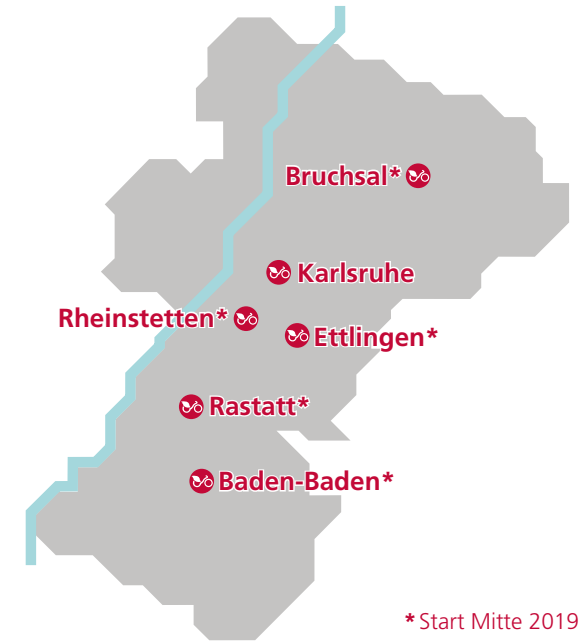 Bruchsal*
Karlsruhe
Rheinstetten*
Ettlingen*
Rastatt*
Baden-Baden*
* Start Mitte 2019